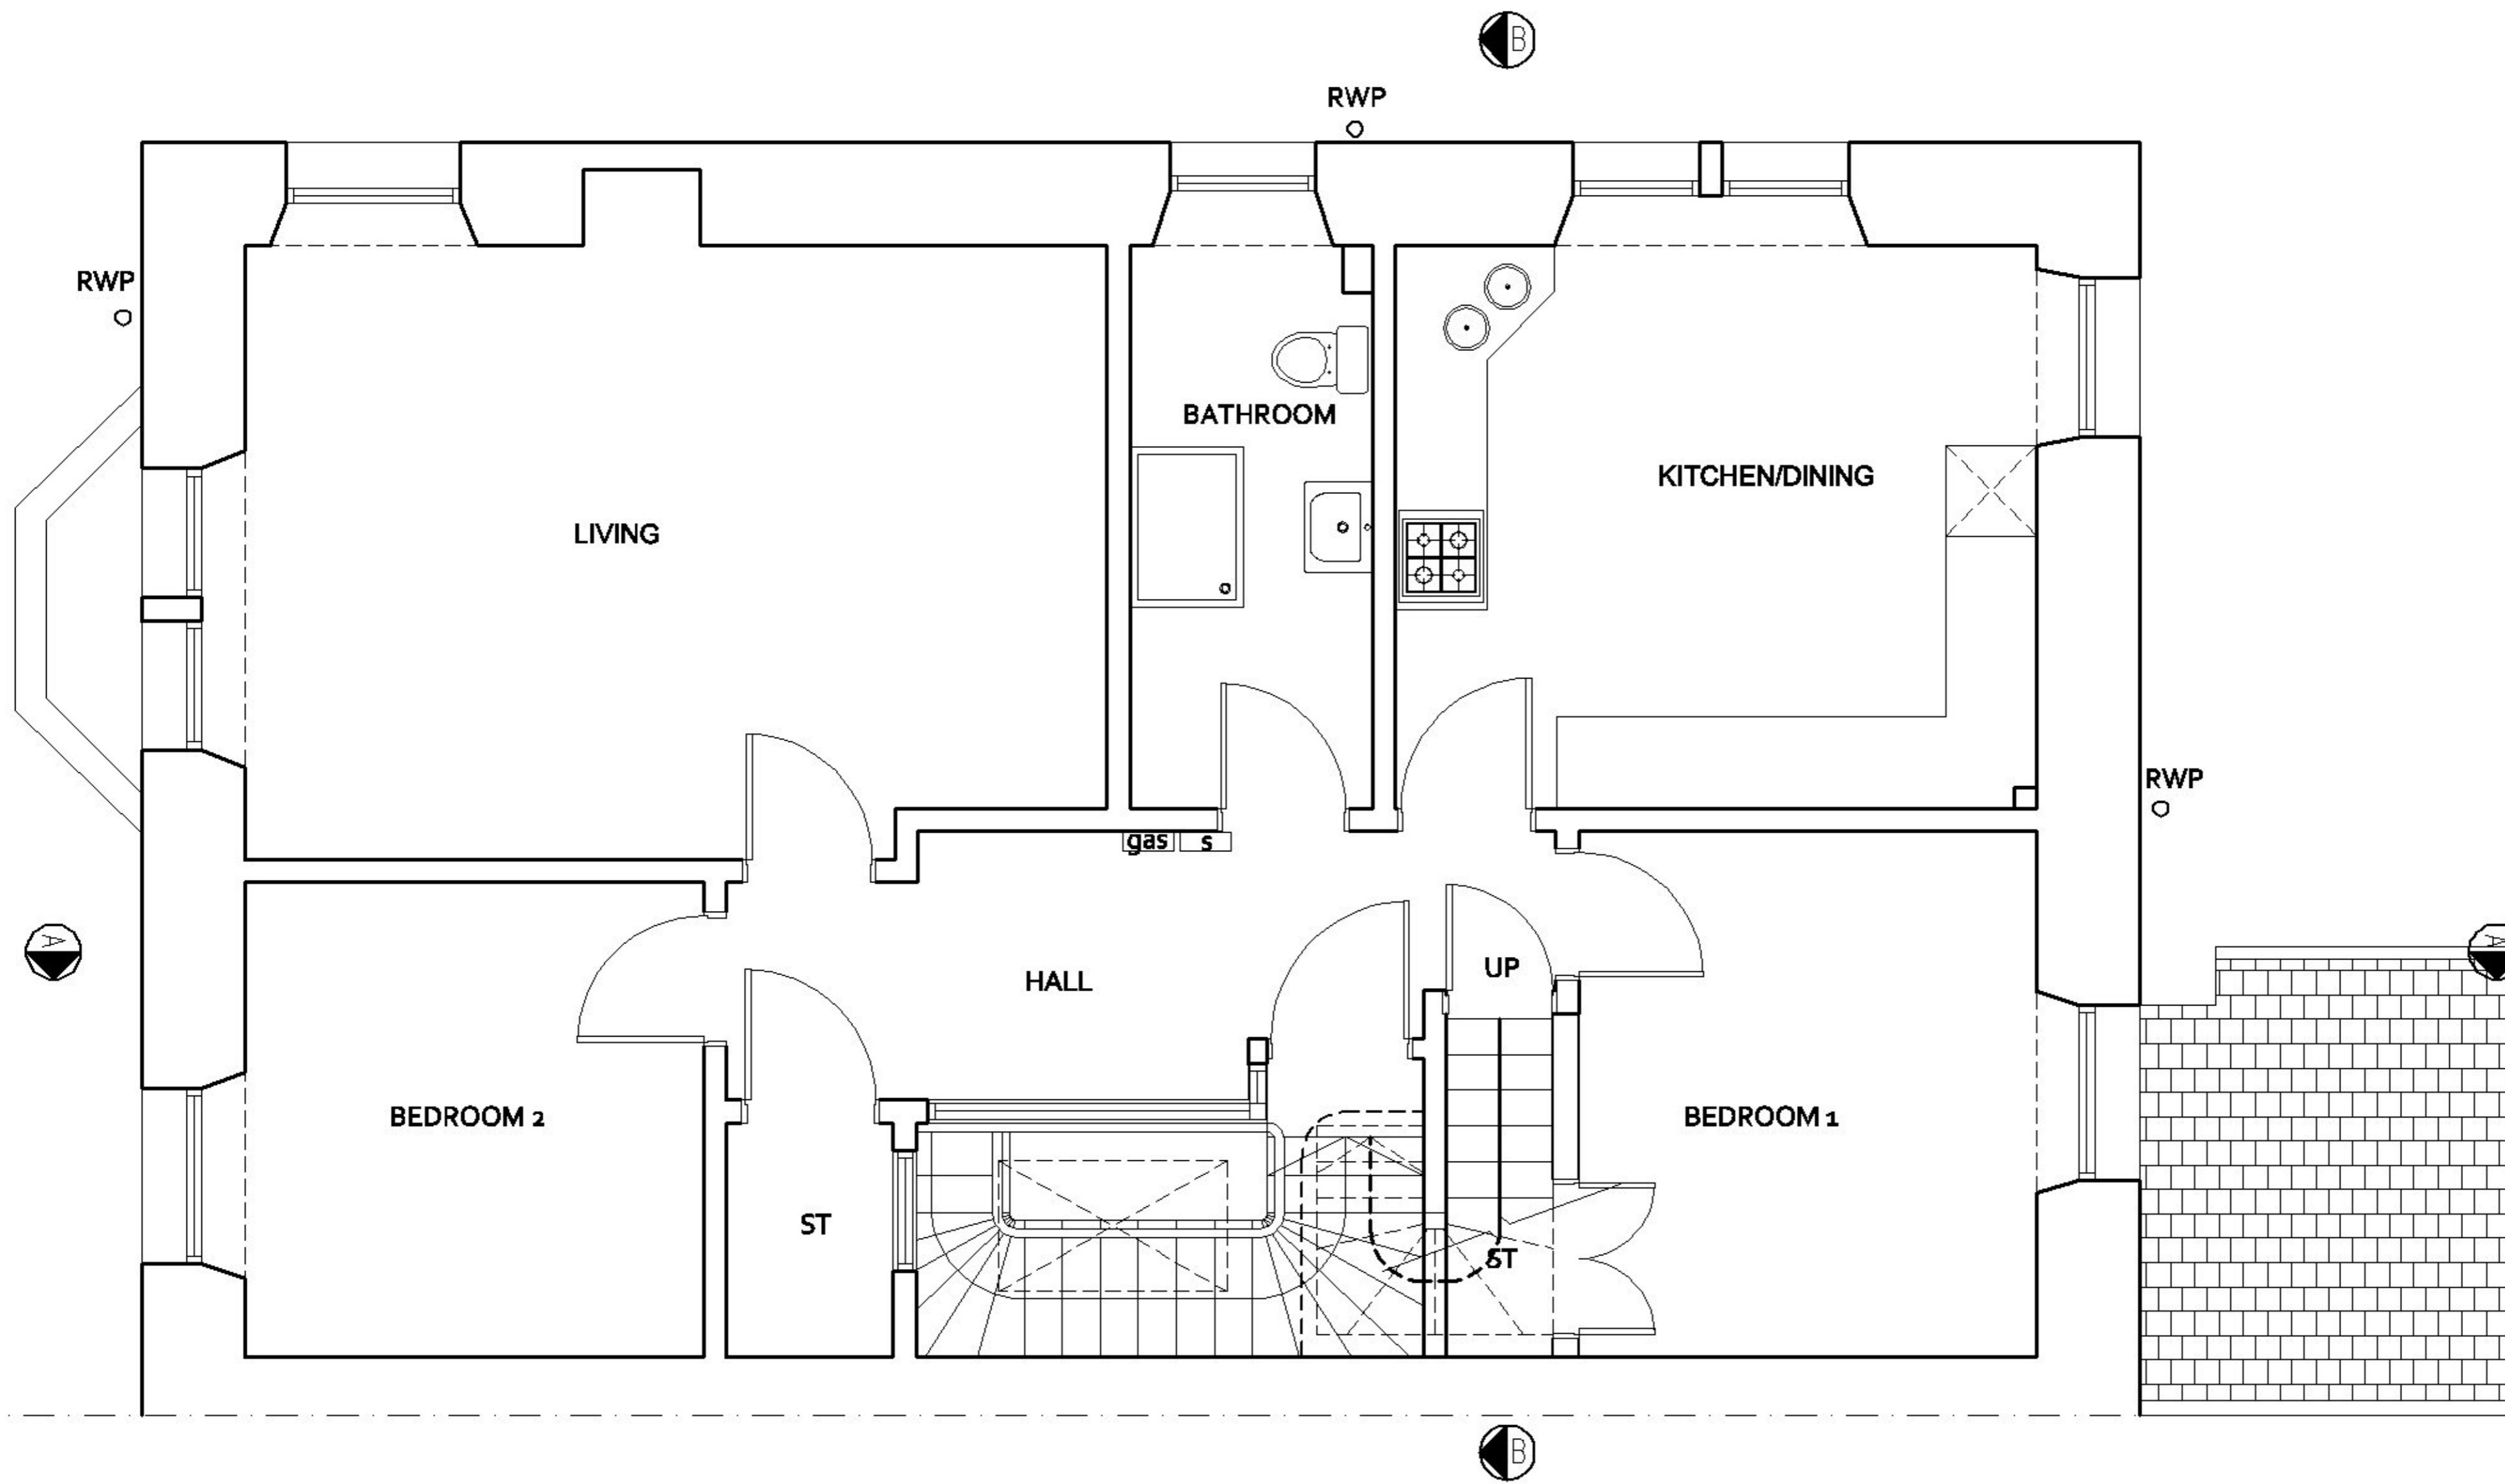 B
RWP
RWP
BATHROOM
KITCHEN/DINING
LIVING
RWP
gas
s
A
A
UP
HALL
BEDROOM 2
BEDROOM 1
ST
ST
B